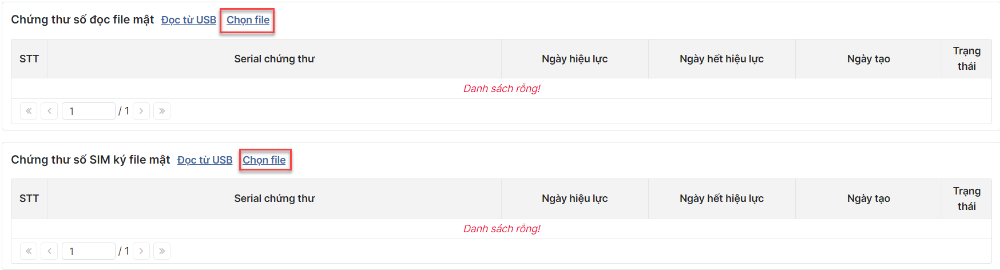 Chứng thư số đọc file mật Đọc từ USB Chọn file
STT Serial chứng thư Ngày hiệu lực Ngày hết hiệu lực Ngày tạo Trạng thái
Danh sách rỗng!
1 / 1
Chứng thư số SIM ký file mật Đọc từ USB Chọn file
STT Serial chứng thư Ngày hiệu lực Ngày hết hiệu lực Ngày tạo Trạng thái
Danh sách rỗng!
1 / 1